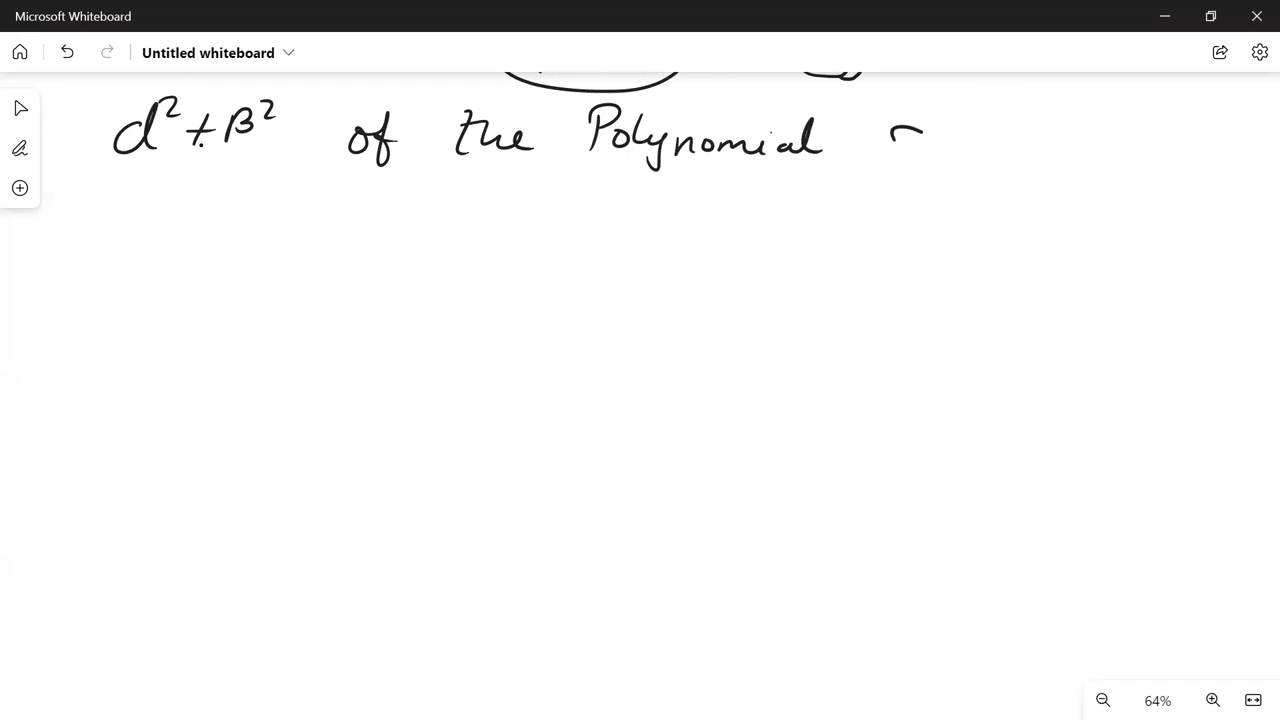 Microsoft Whiteboard
Untitled whiteboard
α²+β² of the Polynomial
64%